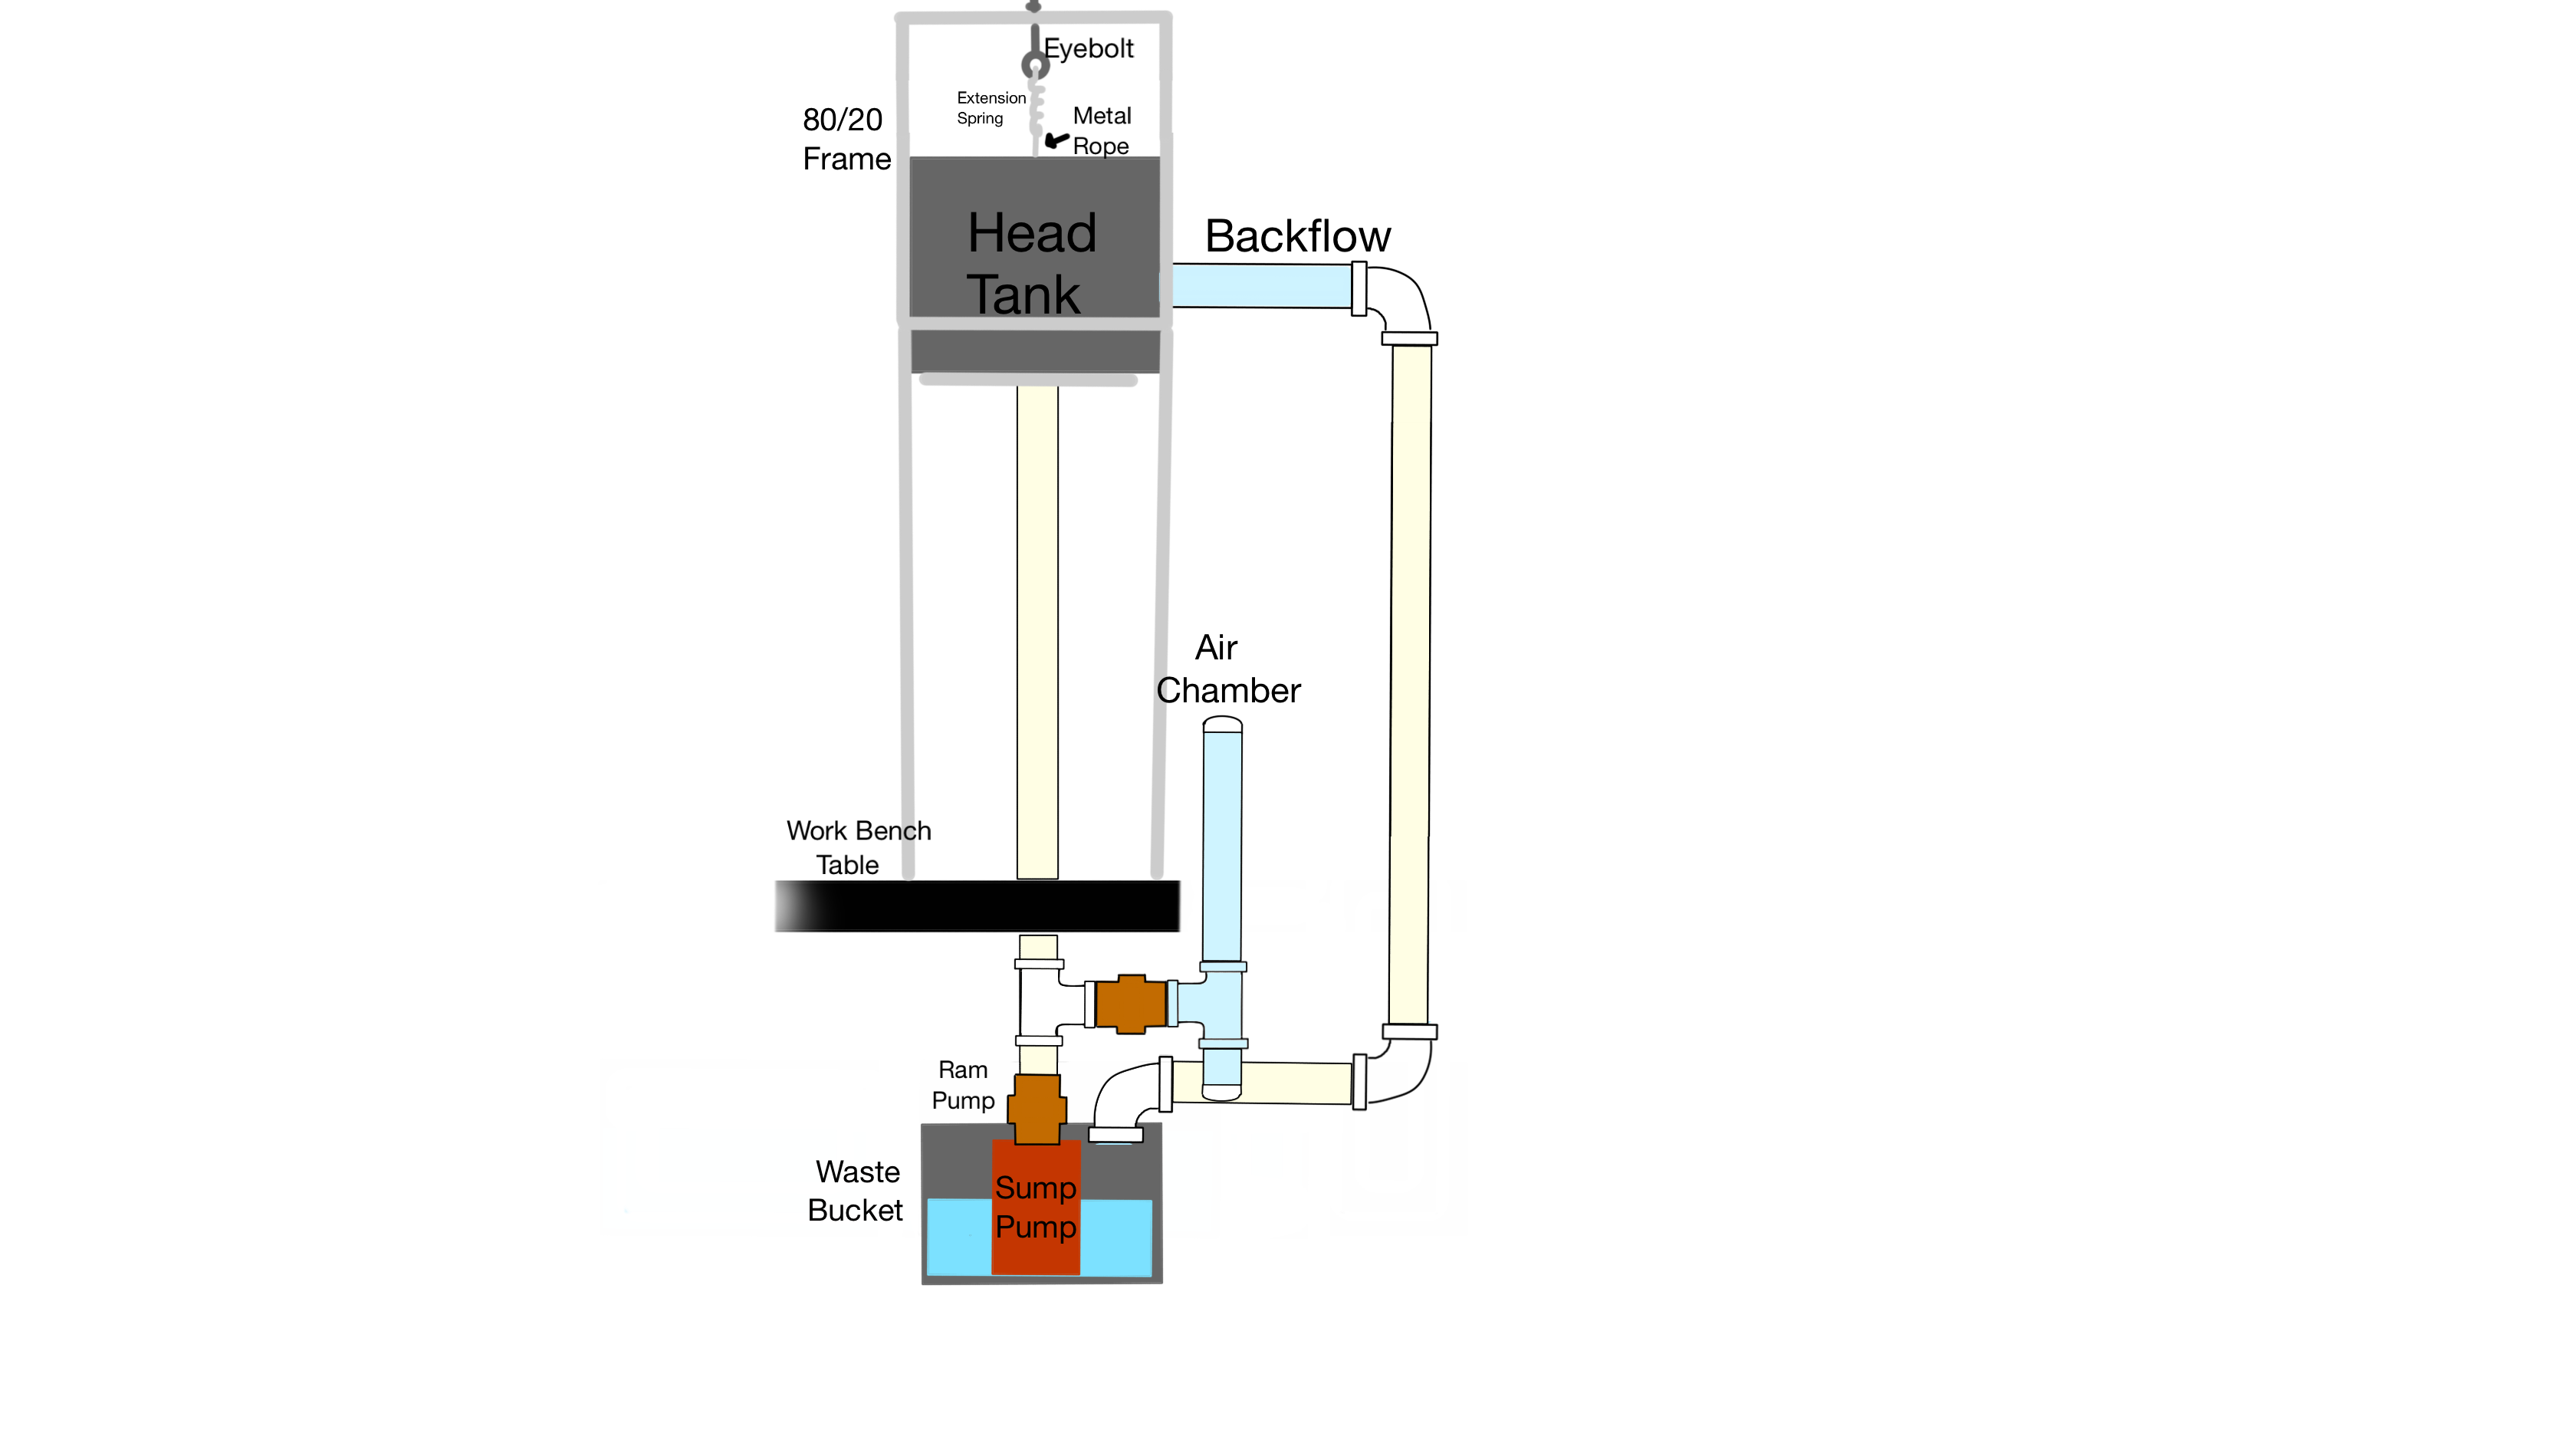 Eyebolt
Extension
Spring
Metal
Rope
80/20
Frame
Head
Tank
Backflow
Air
Chamber
Work Bench
Table
Ram
Pump
Waste
Bucket
Sump
Pump